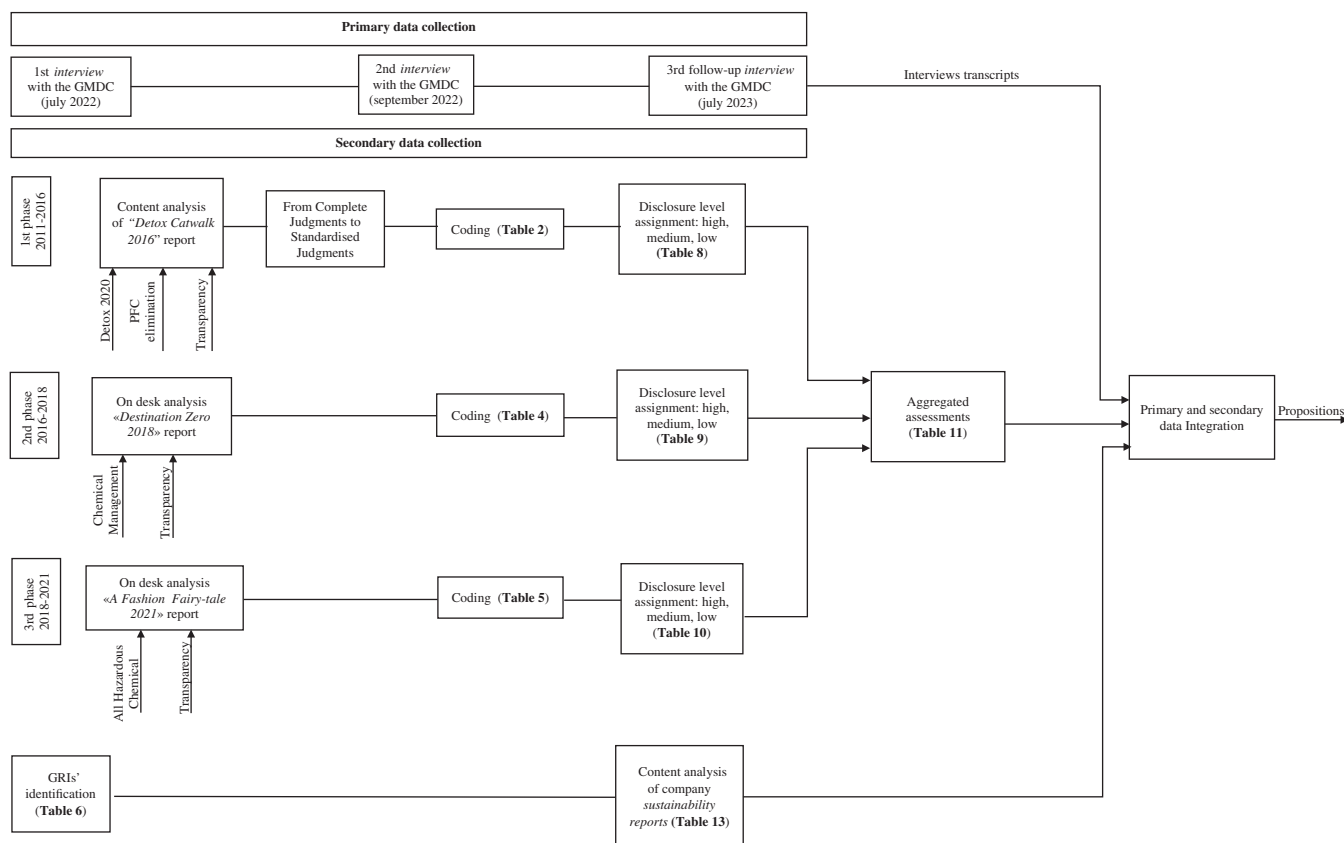 Primary data collection
1st interview
with the GMDC
(july 2022)
2nd interview
with the GMDC
(september 2022)
3rd follow-up interview
with the GMDC
(july 2023)
Interviews transcripts
Secondary data collection
1st phase
2011-2016
Content analysis
of "Detox Catwalk
2016" report
From Complete
Judgments to
Standardised
Judgments
Coding (Table 2)
Disclosure level
assignment: high,
medium, low
(Table 8)
Detox 2020
PFC
elimination
Transparency
2nd phase
2016-2018
On desk analysis
«Destination Zero
2018» report
Coding (Table 4)
Disclosure level
assignment: high,
medium, low
(Table 9)
Aggregated
assessments
(Table 11)
Primary and secondary
data Integration
Propositions
Chemical
Management
Transparency
3rd phase
2018-2021
On desk analysis
«A Fashion Fairy-tale
2021» report
Coding (Table 5)
Disclosure level
assignment: high,
medium, low
(Table 10)
All Hazardous
Chemical
Transparency
GRIs'
identification
(Table 6)
Content analysis
of company
sustainability
reports (Table 13)